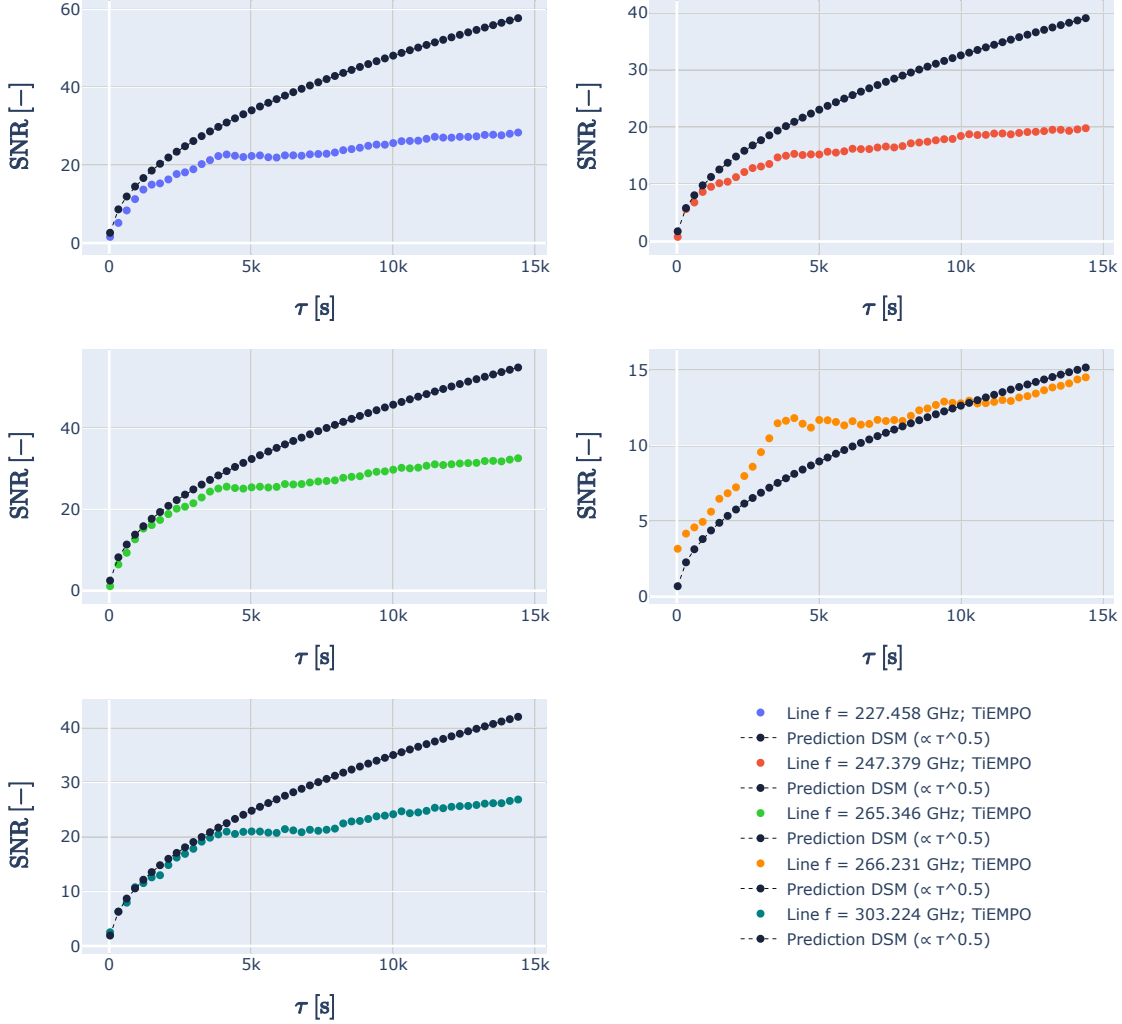 60
40
20
0
SNR [−]
0
5k
10k
15k
τ [s]
40
30
20
10
0
SNR [−]
0
5k
10k
15k
τ [s]
40
20
0
SNR [−]
0
5k
10k
15k
τ [s]
15
10
5
0
SNR [−]
0
5k
10k
15k
τ [s]
40
30
20
10
0
SNR [−]
0
5k
10k
15k
τ [s]
Line f = 227.458 GHz; TiEMPO
Prediction DSM (∝ τ^0.5)
Line f = 247.379 GHz; TiEMPO
Prediction DSM (∝ τ^0.5)
Line f = 265.346 GHz; TiEMPO
Prediction DSM (∝ τ^0.5)
Line f = 266.231 GHz; TiEMPO
Prediction DSM (∝ τ^0.5)
Line f = 303.224 GHz; TiEMPO
Prediction DSM (∝ τ^0.5)